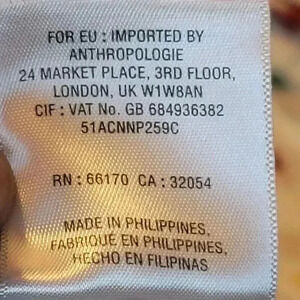 FOR EU : IMPORTED BY
ANTHROPOLOGIE
24 MARKET PLACE, 3RD FLOOR,
LONDON, UK W1W8AN
CIF : VAT No. GB 684936382
51ACNNP259C
RN : 66170 CA : 32054
MADE IN PHILIPPINES,
FABRIQUÉ EN PHILIPPINES,
HECHO EN FILIPINAS